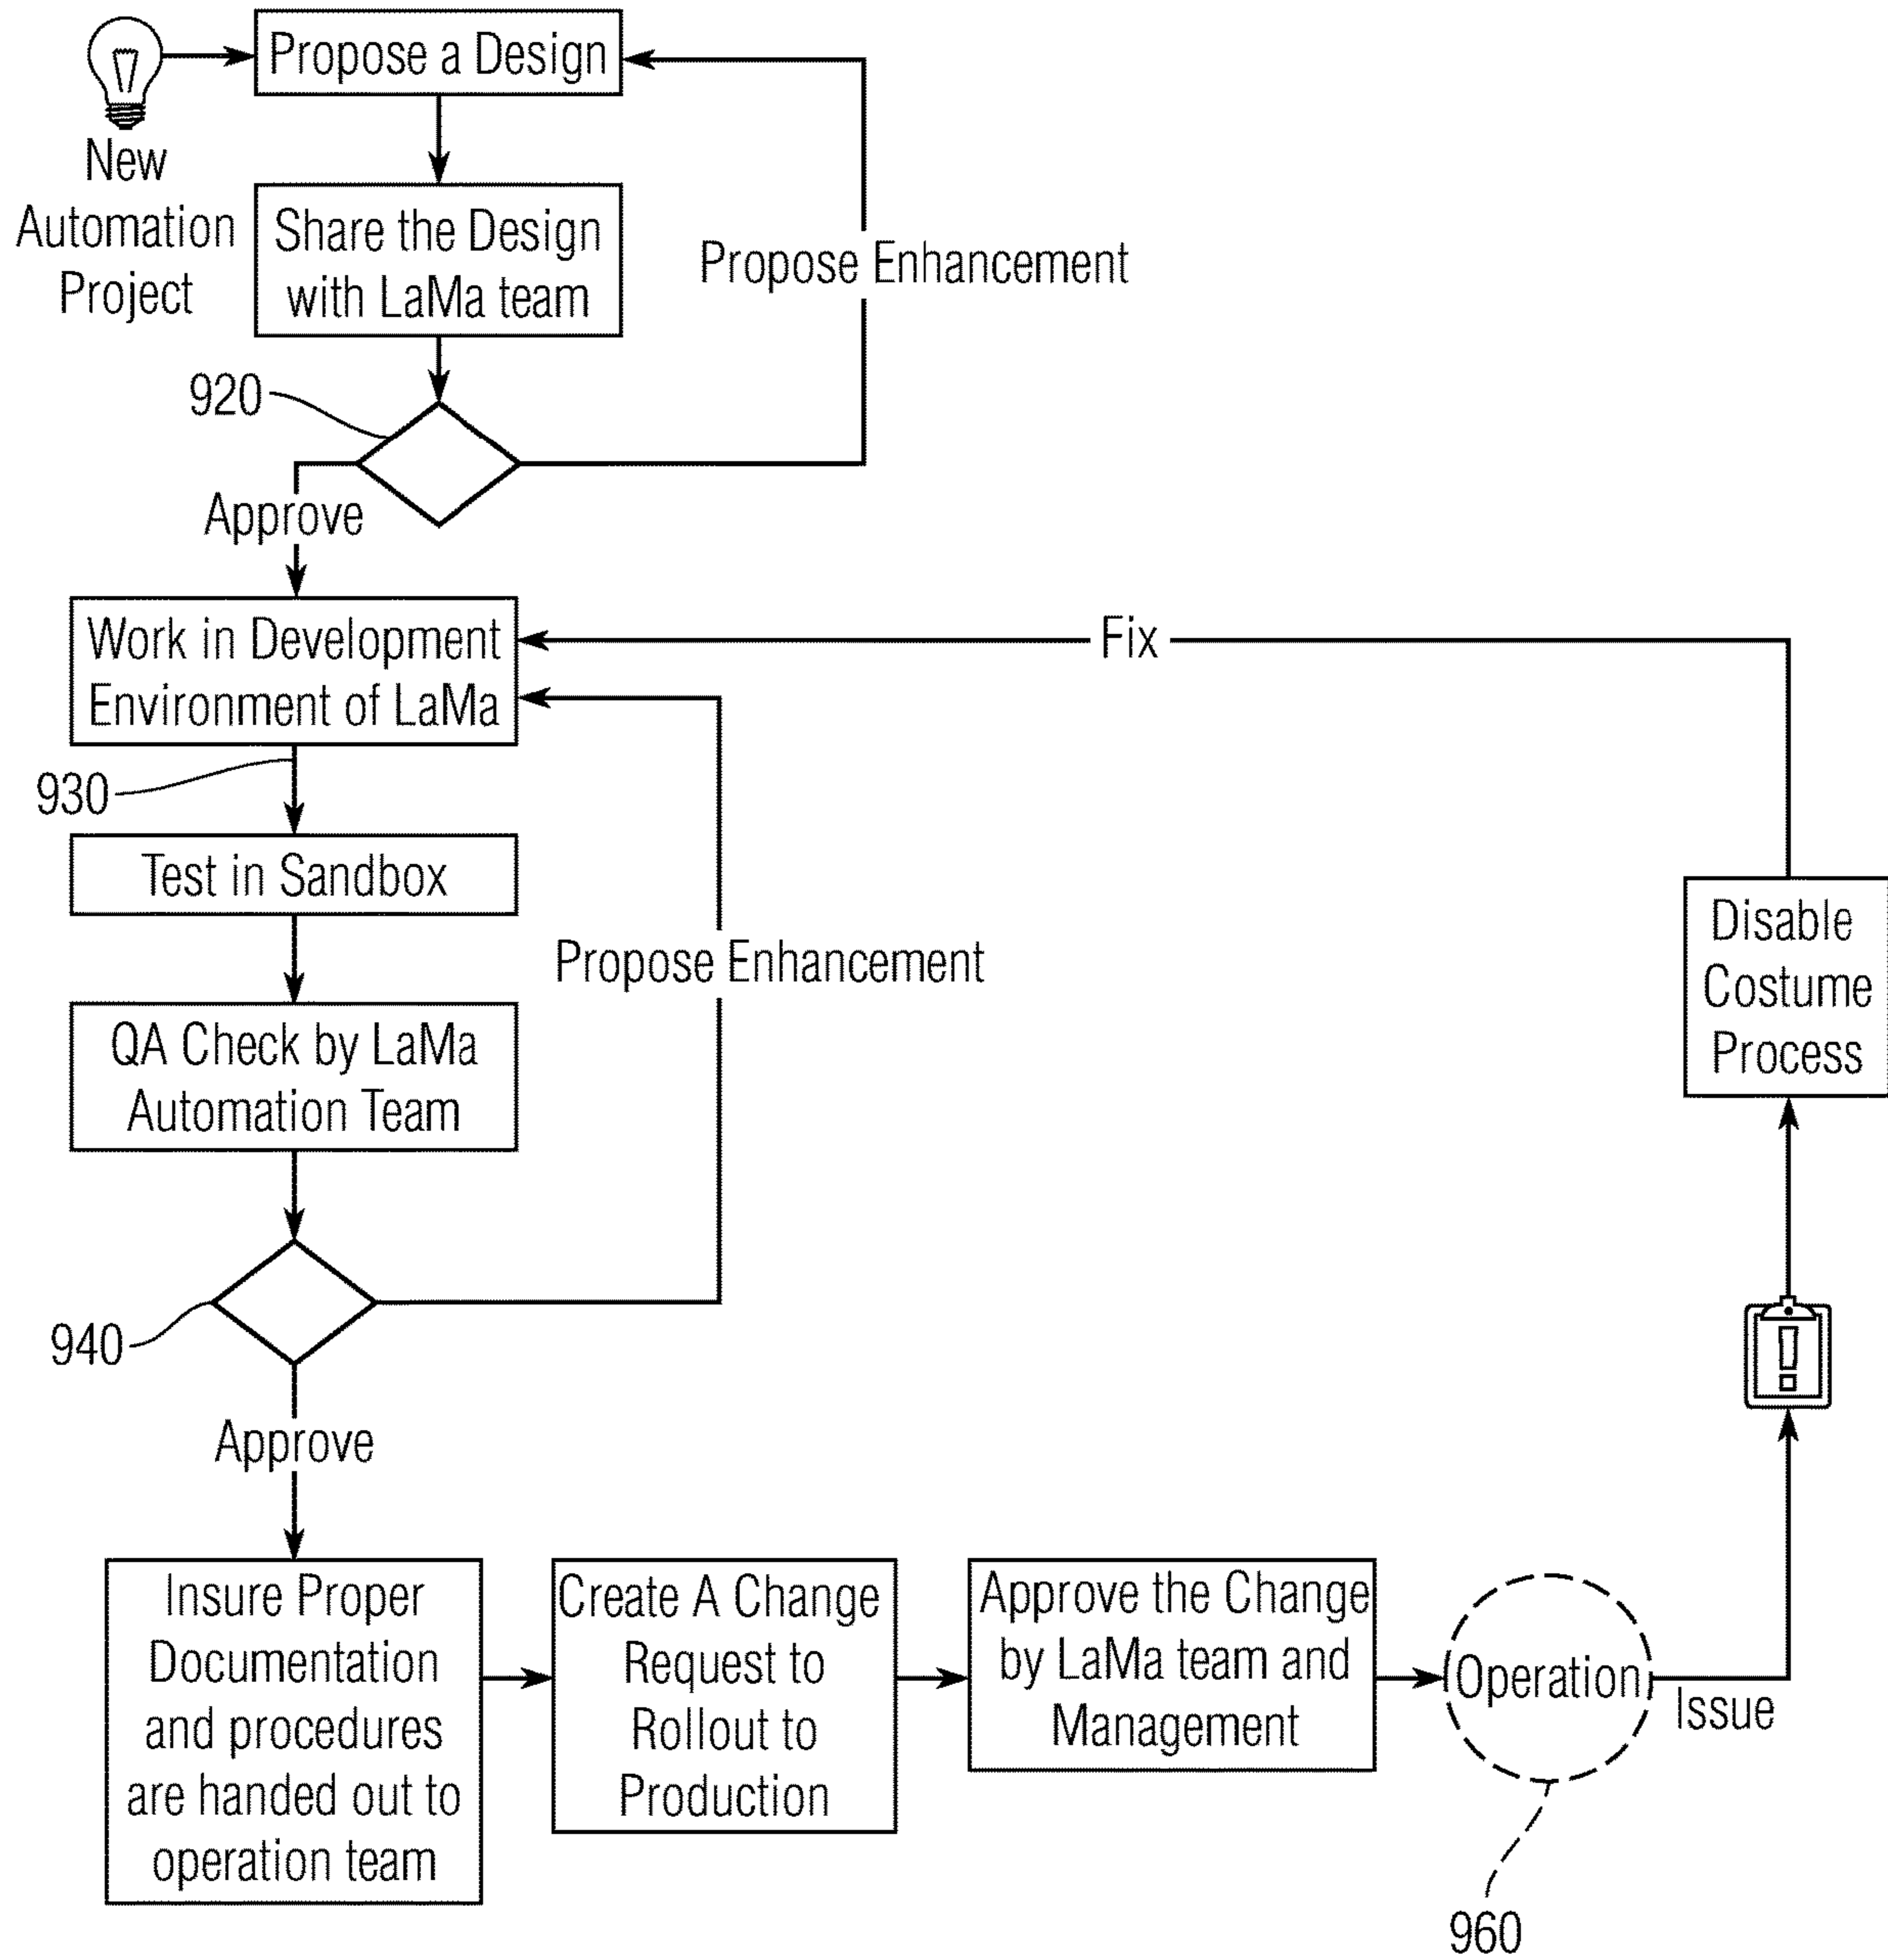 Propose a Design
New
Automation
Project
Share the Design
with LaMa team
Propose Enhancement
920
Approve
Work in Development
Environment of LaMa
Fix
930
Test in Sandbox
Propose Enhancement
Disable
Costume
Process
QA Check by LaMa
Automation Team
940
!
Approve
Insure Proper
Documentation
and procedures
are handed out to
operation team
Create A Change
Request to
Rollout to
Production
Approve the Change
by LaMa team and
Management
Operation
Issue
960